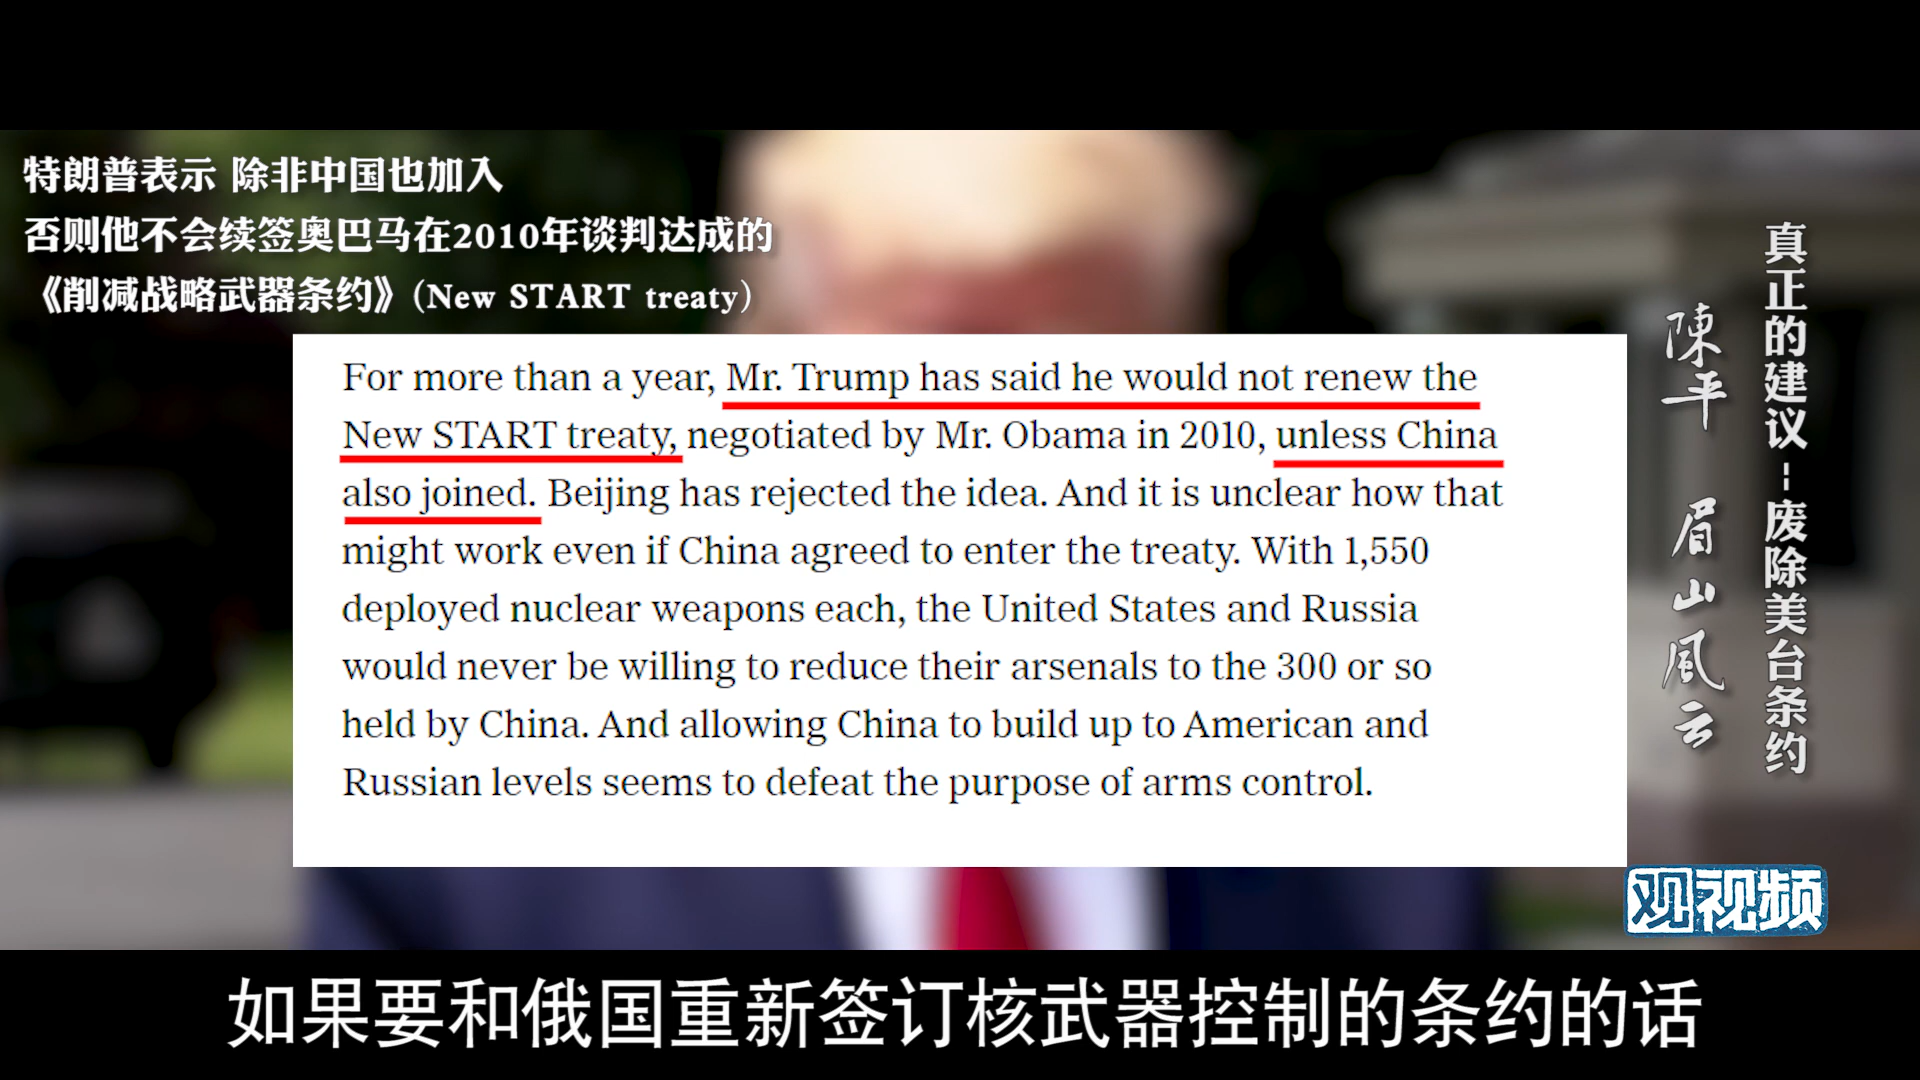 特朗普表示 除非中国也加入
否则他不会续签奥巴马在2010年谈判达成的
《削减战略武器条约》(New START treaty)
For more than a year, Mr. Trump has said he would not renew the
New START treaty, negotiated by Mr. Obama in 2010, unless China
also joined. Beijing has rejected the idea. And it is unclear how that
might work even if China agreed to enter the treaty. With 1,550
deployed nuclear weapons each, the United States and Russia
would never be willing to reduce their arsenals to the 300 or so
held by China. And allowing China to build up to American and
Russian levels seems to defeat the purpose of arms control.
真正的建议--废除美台条约
陳平 眉山風云
观视频
如果要和俄国重新签订核武器控制的条约的话